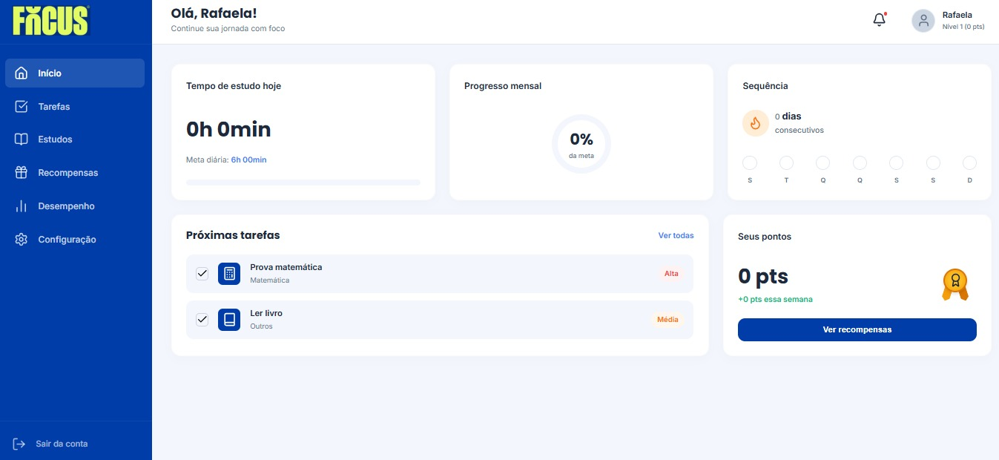 FOCUS
Olá, Rafaela!
Continue sua jornada com foco
Rafaela
Nível 1 (0 pts)
Início
Tarefas
Estudos
Recompensas
Desempenho
Configuração
Sair da conta
Tempo de estudo hoje
0h 0min
Meta diária: 6h 00min
Progresso mensal
0%
da meta
Sequência
0 dias
consecutivos
S T Q Q S S D
Próximas tarefas
Ver todas
Prova matemática
Matemática
Alta
Ler livro
Outros
Média
Seus pontos
0 pts
+0 pts essa semana
Ver recompensas